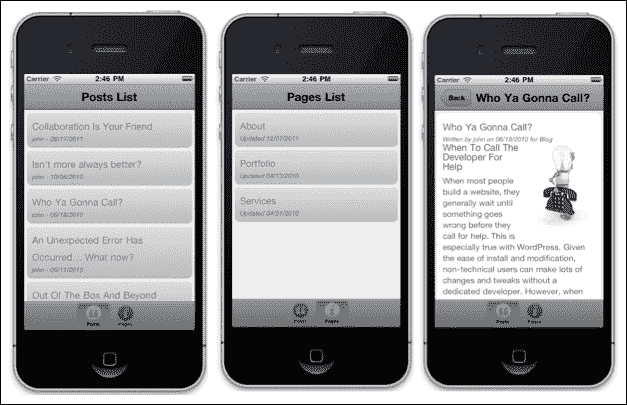 Carrier 2:46 PM
Posts List
Collaboration Is Your Friend
john - 08/17/2011
Isn't more always better?
john - 10/06/2010
Who Ya Gonna Call?
john - 06/18/2010
An Unexpected Error Has
Occurred... What now?
john - 06/11/2010
Out Of The Box And Beyond
Posts Pages
Carrier 2:46 PM
Pages List
About
Updated 12/07/2011
Portfolio
Updated 04/13/2010
Services
Updated 04/21/2010
Posts Pages
Carrier 2:46 PM
Back Who Ya Gonna Call?
Who Ya Gonna Call?
Written by john on 06/18/2010 for Blog
When To Call The
Developer For
Help
When most people
build a website, they
generally wait until
something goes
wrong before they
call for help. This is
especially true with WordPress. Given
the ease of install and modification,
non-technical users can make lots of
changes and tweaks without a
dedicated developer. However, when
Posts Pages